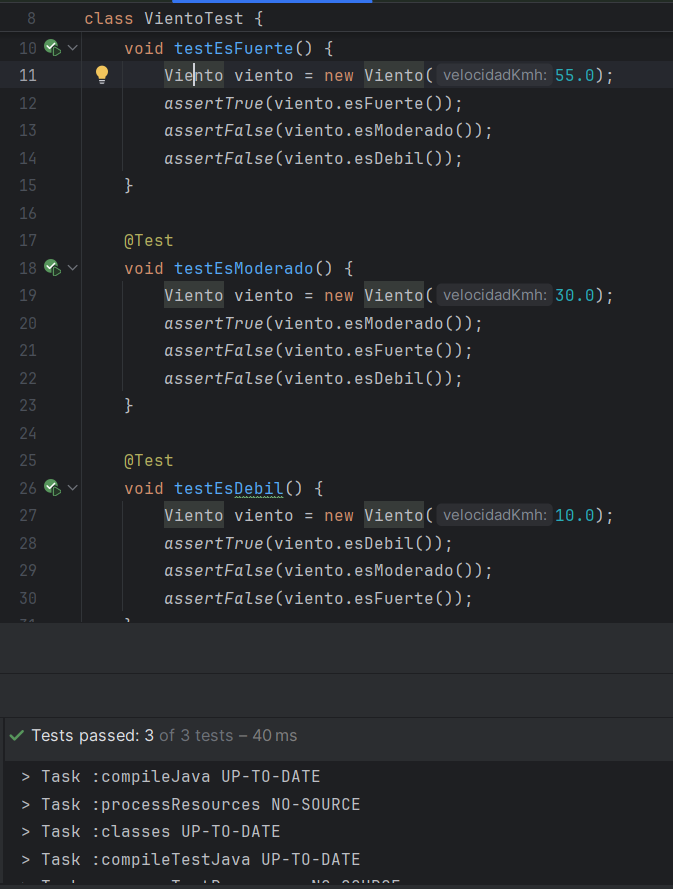 8 class VientoTest {
10 void testEsFuerte() {
11 Viento viento = new Viento( velocidadKmh: 55.0);
12 assertTrue(viento.esFuerte());
13 assertFalse(viento.esModerado());
14 assertFalse(viento.esDebil());
15 }
16
17 @Test
18 void testEsModerado() {
19 Viento viento = new Viento( velocidadKmh: 30.0);
20 assertTrue(viento.esModerado());
21 assertFalse(viento.esFuerte());
22 assertFalse(viento.esDebil());
23 }
24
25 @Test
26 void testEsDebil() {
27 Viento viento = new Viento( velocidadKmh: 10.0);
28 assertTrue(viento.esDebil());
29 assertFalse(viento.esModerado());
30 assertFalse(viento.esFuerte());
31 }
Tests passed: 3 of 3 tests – 40 ms
> Task :compileJava UP-TO-DATE
> Task :processResources NO-SOURCE
> Task :classes UP-TO-DATE
> Task :compileTestJava UP-TO-DATE